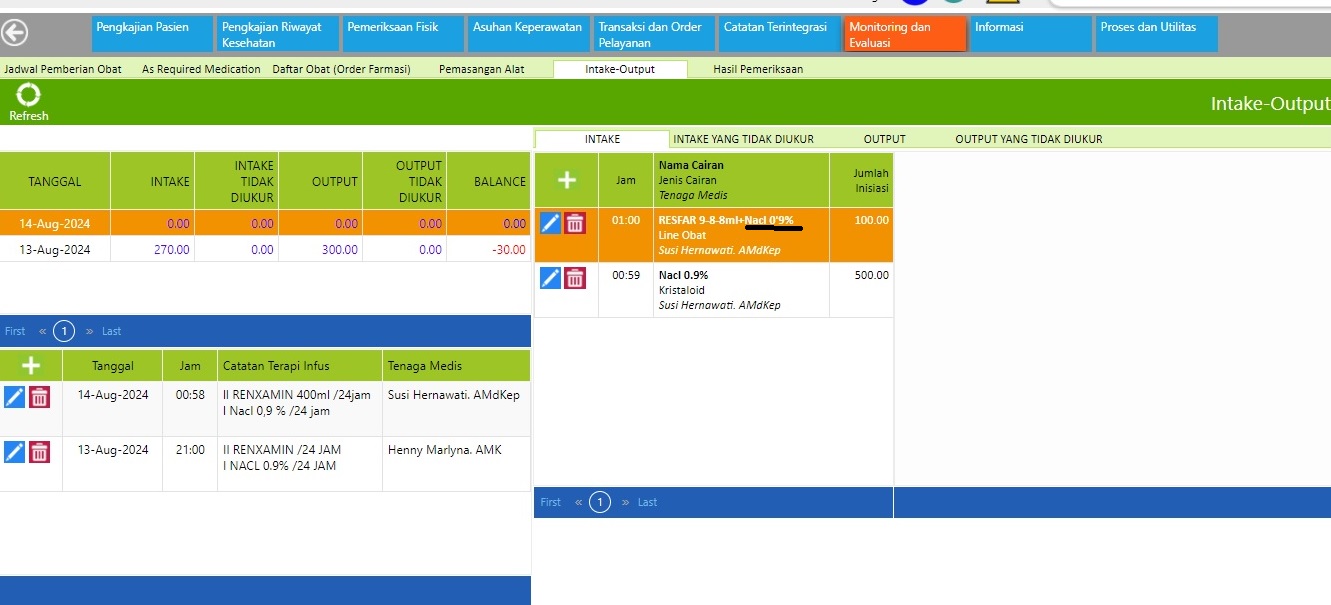 Pengkajian Pasien
Pengkajian Riwayat
Kesehatan
Pemeriksaan Fisik
Asuhan Keperawatan
Transaksi dan Order
Pelayanan
Catatan Terintegrasi
Monitoring dan
Evaluasi
Informasi
Proses dan Utilitas
Jadwal Pemberian Obat
As Required Medication
Daftar Obat (Order Farmasi)
Pemasangan Alat
Intake-Output
Hasil Pemeriksaan
Refresh
Intake-Output
TANGGAL
INTAKE
INTAKE
TIDAK
DIUKUR
OUTPUT
OUTPUT
TIDAK
DIUKUR
BALANCE
14-Aug-2024 0.00 0.00 0.00 0.00 0.00
13-Aug-2024 270.00 0.00 300.00 0.00 -30.00
First « 1 » Last
Tanggal Jam Catatan Terapi Infus Tenaga Medis
14-Aug-2024 00:58 II RENXAMIN 400ml /24jam Susi Hernawati. AMdKep
I Nacl 0,9 % /24 jam
13-Aug-2024 21:00 II RENXAMIN /24 JAM Henny Marlyna. AMK
I NACL 0.9% /24 JAM
INTAKE
INTAKE YANG TIDAK DIUKUR
OUTPUT
OUTPUT YANG TIDAK DIUKUR
Jam
Nama Cairan
Jenis Cairan
Tenaga Medis
Jumlah
Inisiasi
01:00 RESFAR 9-8-8ml+Nacl 0'9% 100.00
Line Obat
Susi Hernawati. AMdKep
00:59 Nacl 0.9% 500.00
Kristaloid
Susi Hernawati. AMdKep
First « 1 » Last